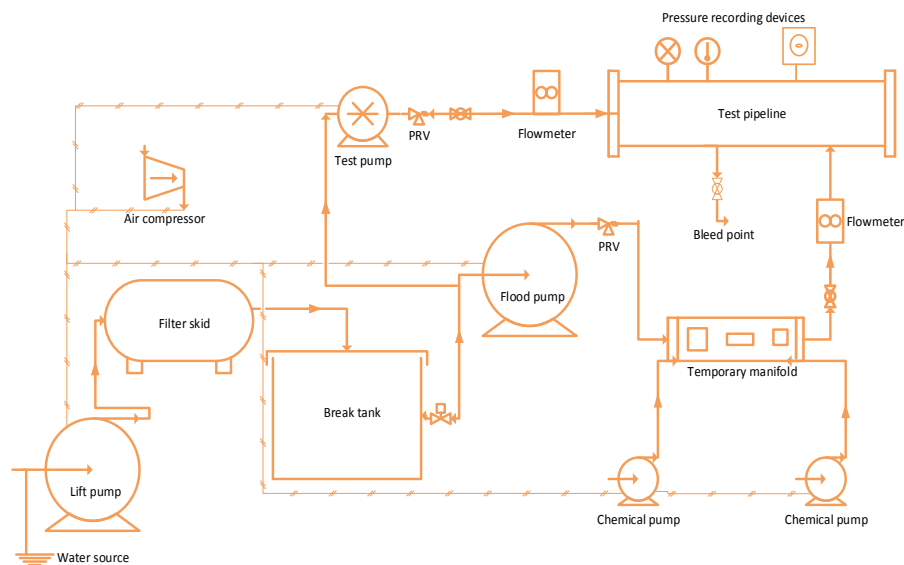 Pressure recording devices
Test pipeline
PRV
Flowmeter
Test pump
Air compressor
Bleed point
Flowmeter
PRV
Flood pump
Filter skid
Temporary manifold
Break tank
Lift pump
Chemical pump
Chemical pump
Water source